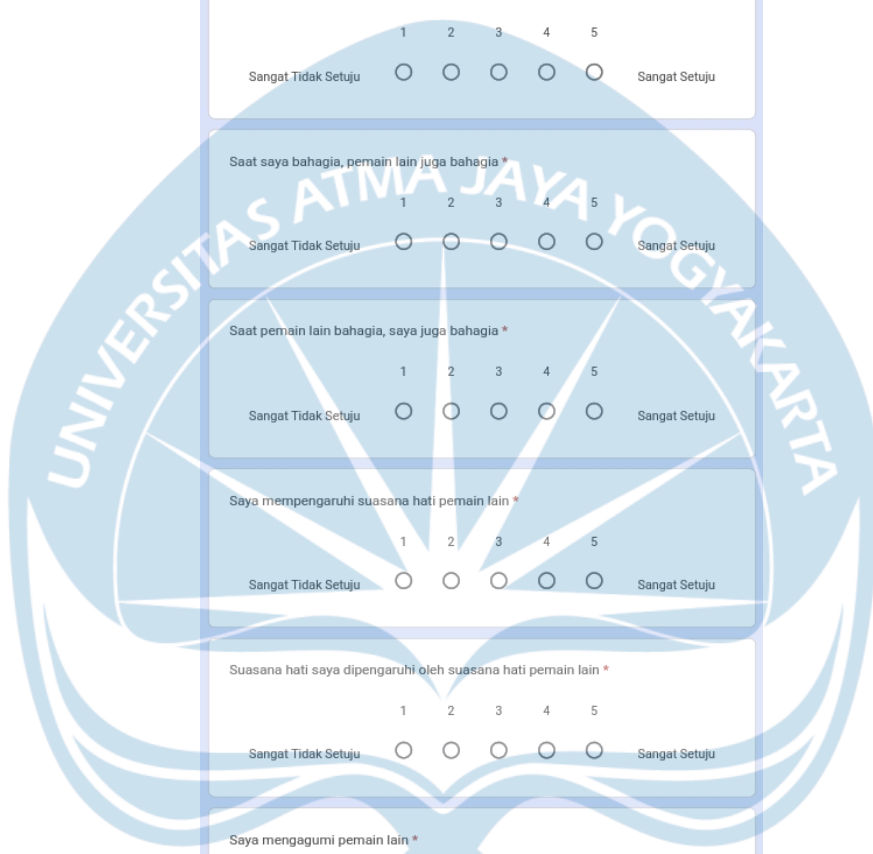 1 2 3 4 5
Sangat Tidak Setuju Sangat Setuju
Saat saya bahagia, pemain lain juga bahagia *
1 2 3 4 5
Sangat Tidak Setuju Sangat Setuju
Saat pemain lain bahagia, saya juga bahagia *
1 2 3 4 5
Sangat Tidak Setuju Sangat Setuju
Saya mempengaruhi suasana hati pemain lain *
1 2 3 4 5
Sangat Tidak Setuju Sangat Setuju
Suasana hati saya dipengaruhi oleh suasana hati pemain lain *
1 2 3 4 5
Sangat Tidak Setuju Sangat Setuju
Saya mengagumi pemain lain *
UNIVERSITAS ATMA JAYA YOGYAKARTA